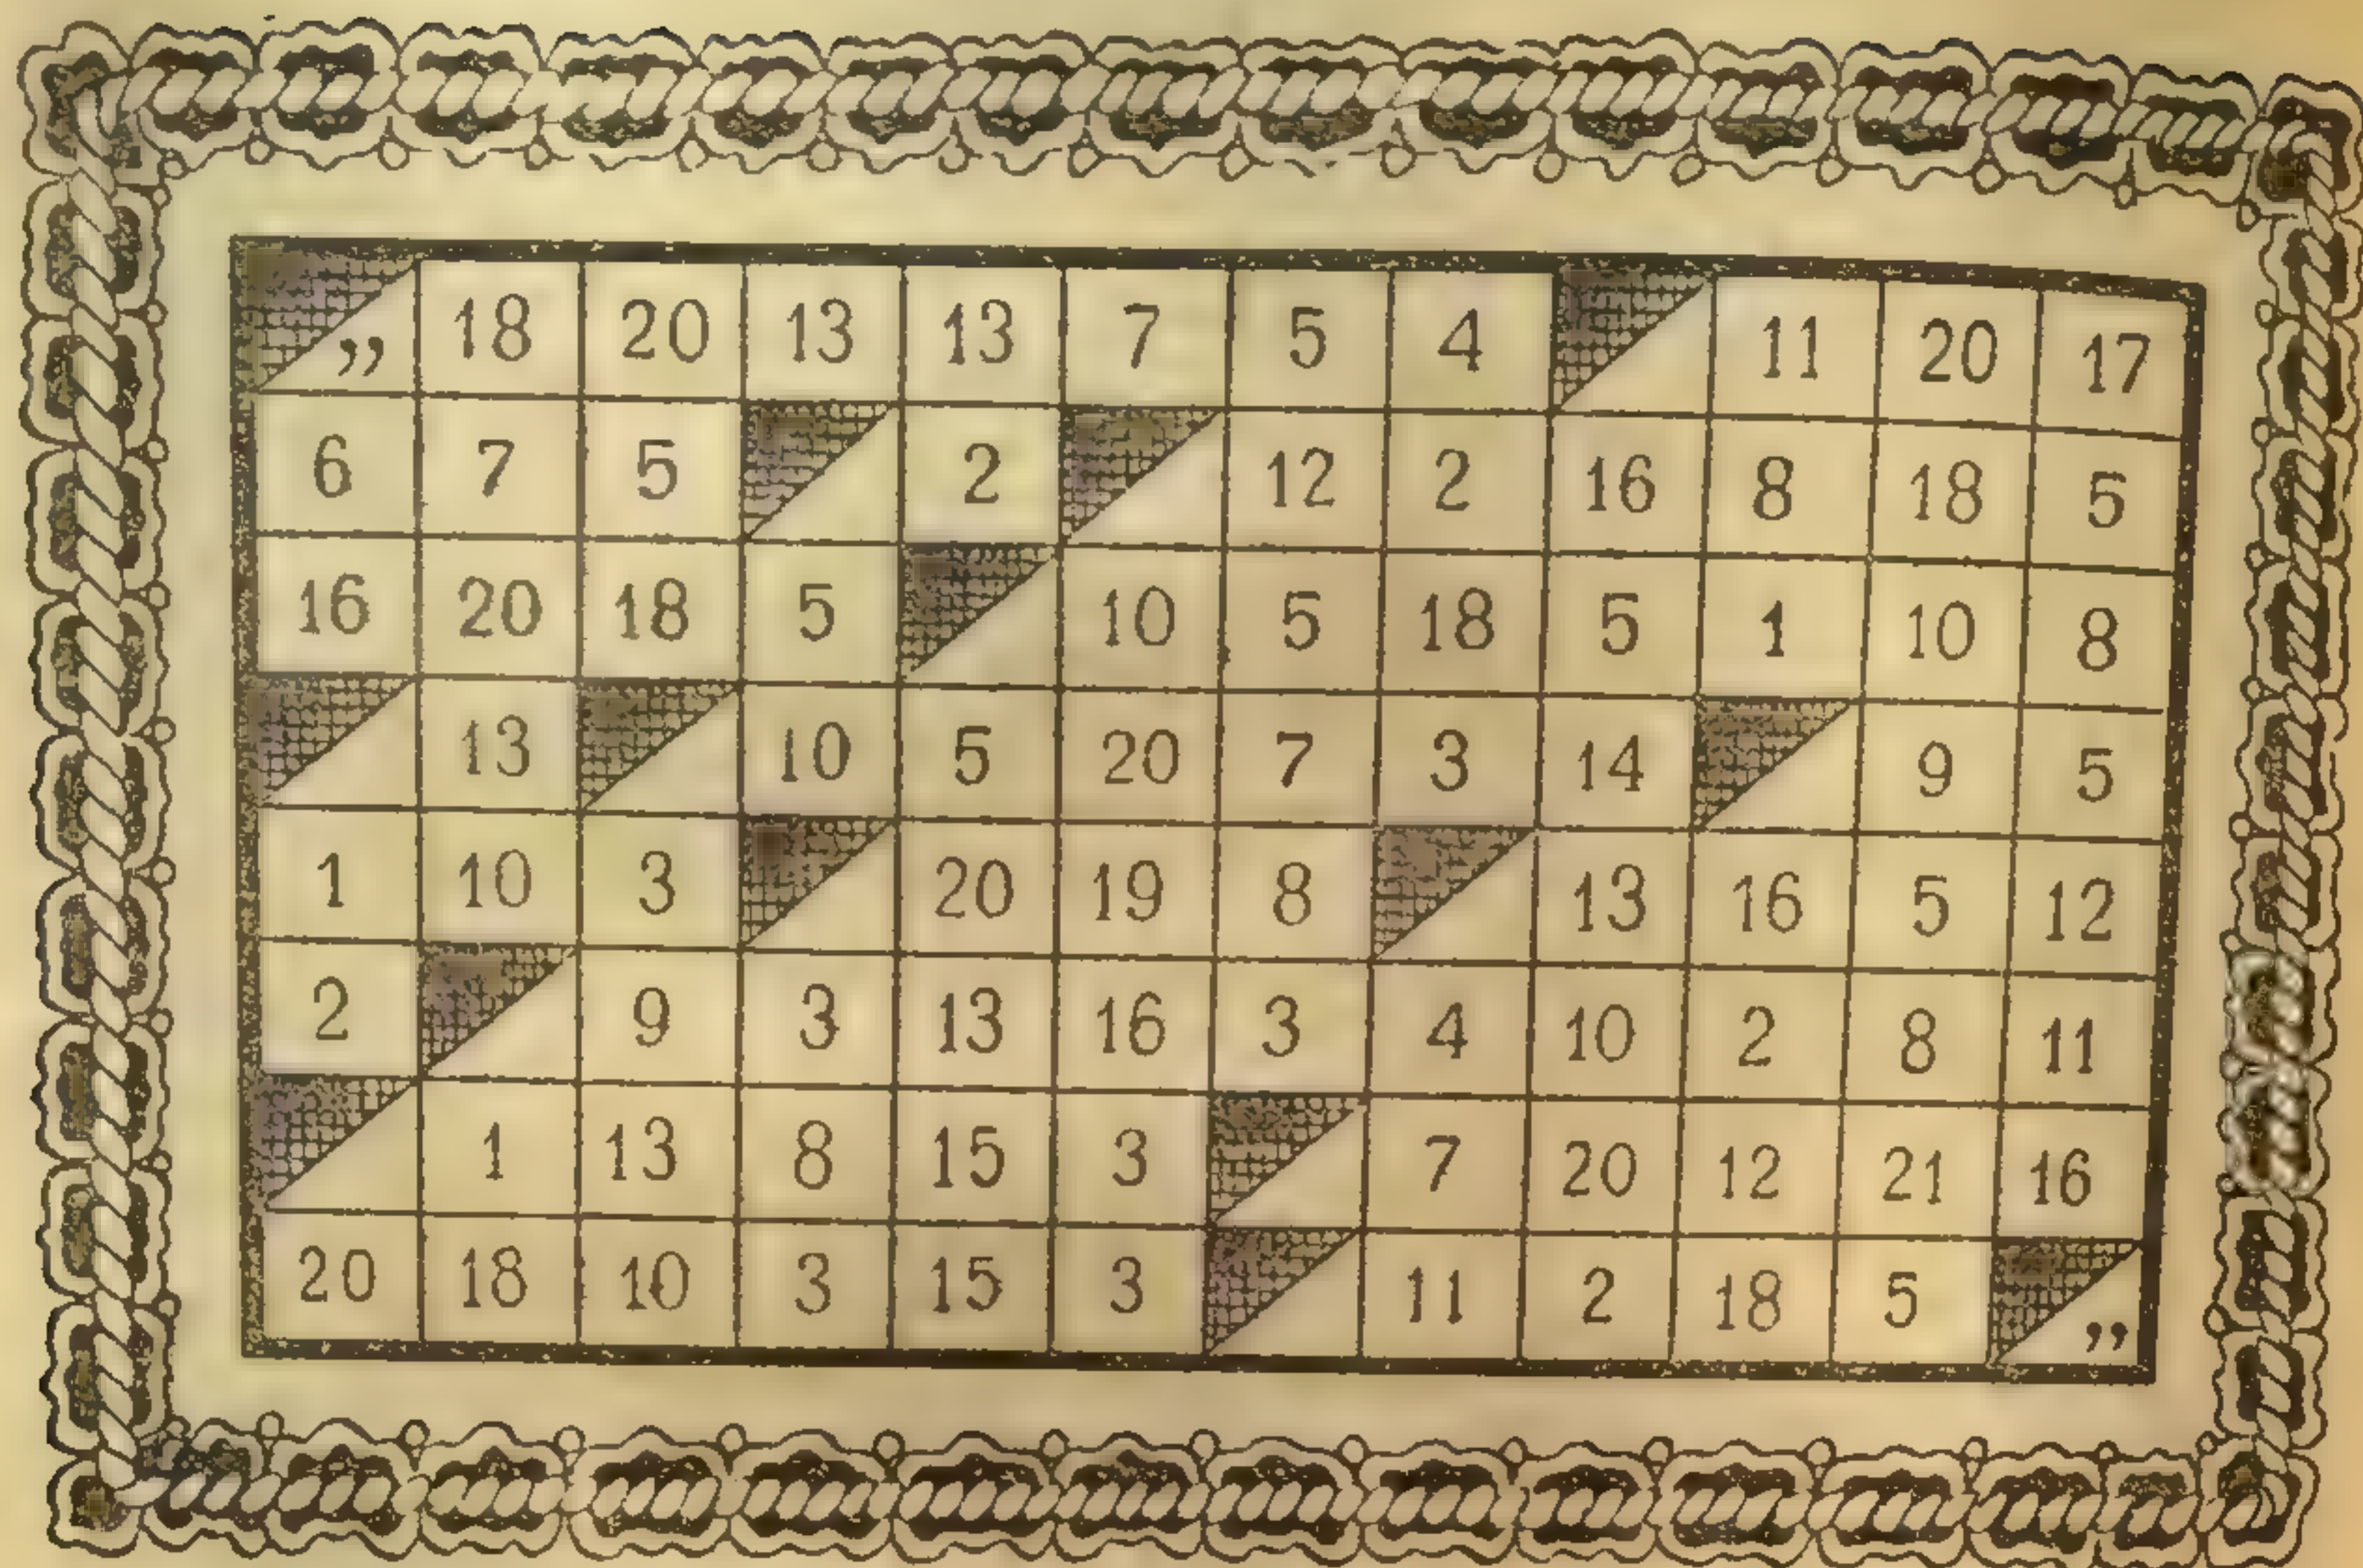 ” 18 20 13 13 7 5 4 11 20 17
6 7 5 2 12 2 16 8 18 5
16 20 18 5 10 5 18 5 1 10 8
13 10 5 20 7 3 14 9 5
1 10 3 20 19 8 13 16 5 12
2 9 3 13 16 3 4 10 2 8 11
1 13 8 15 3 7 20 12 21 16
20 18 10 3 15 3 11 2 18 5 ”